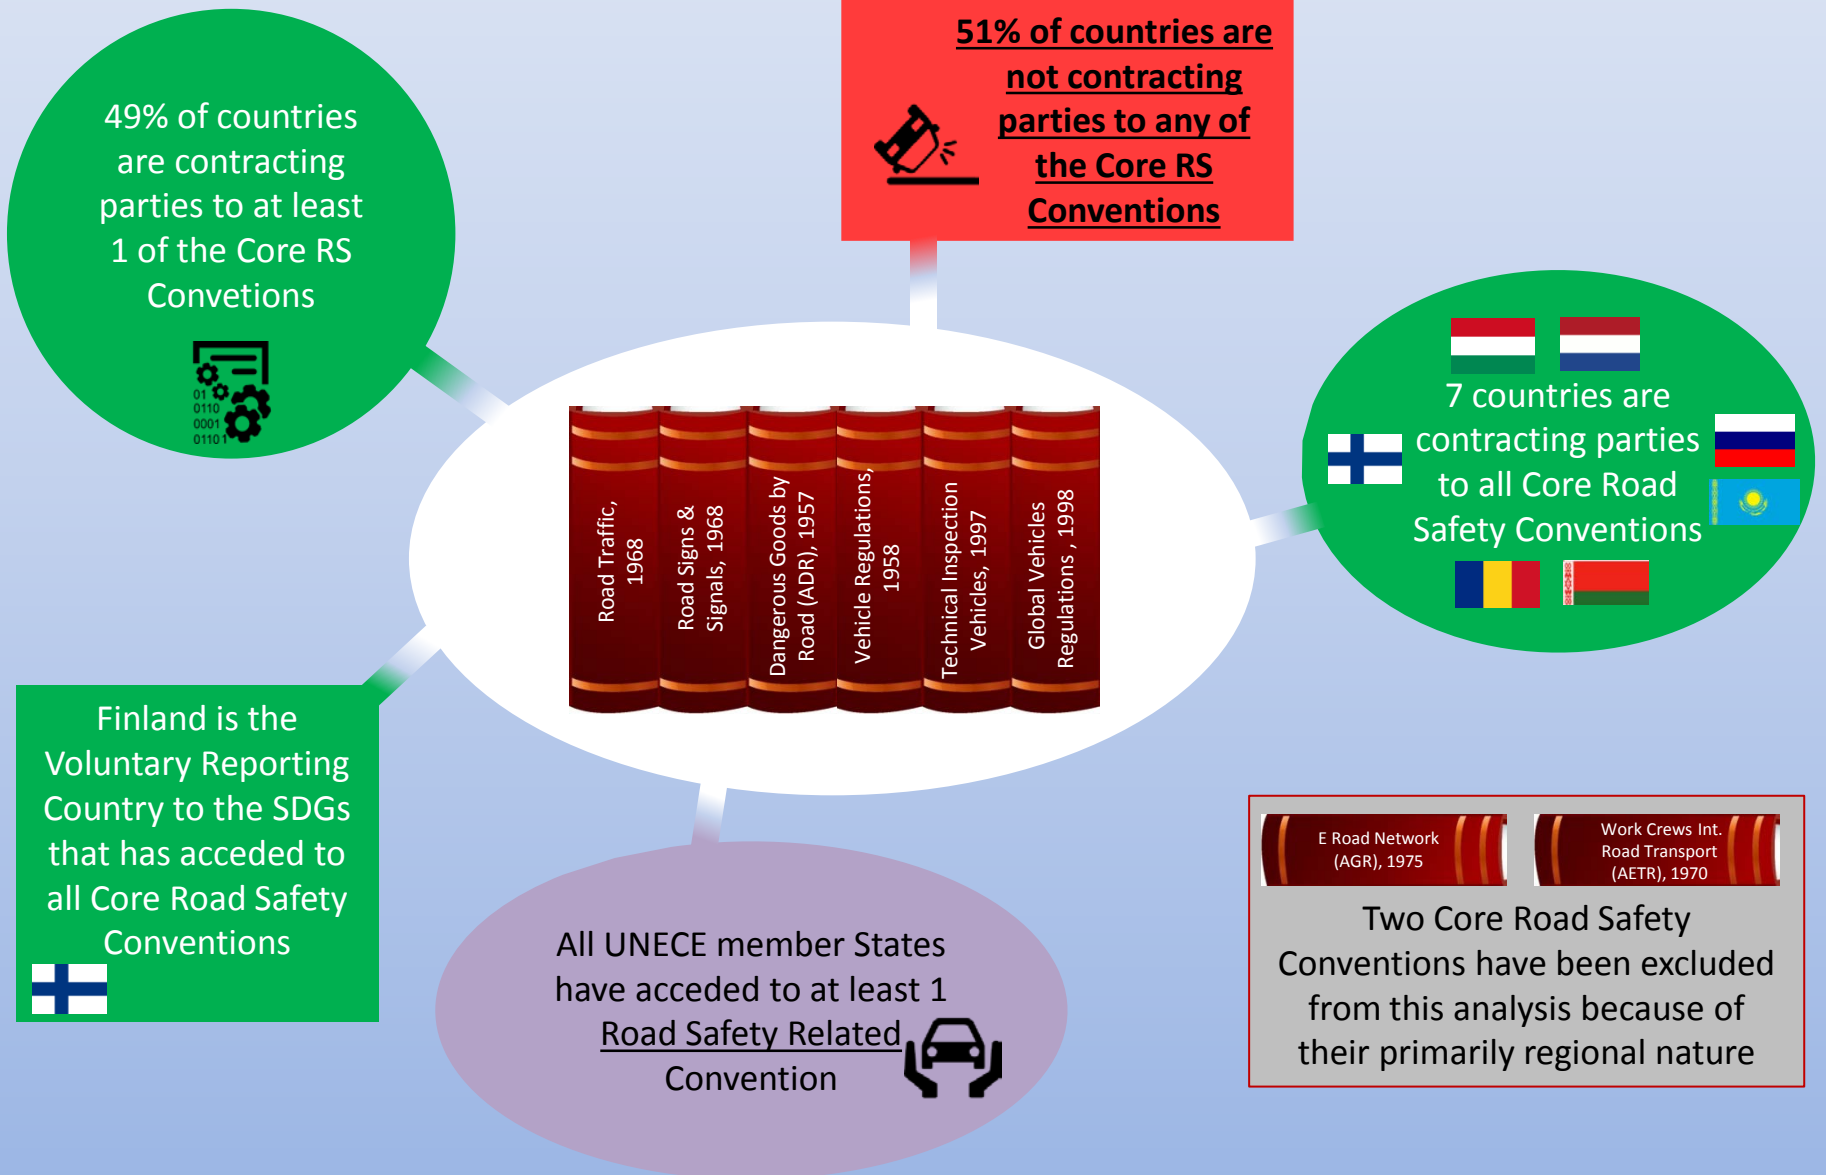 49% of countries
are contracting
parties to at least
1 of the Core RS
Convetions
01
0110
0001
01101
51% of countries are
not contracting
parties to any of
the Core RS
Conventions
7 countries are
contracting parties
to all Core Road
Safety Conventions
Road Traffic,
1968
Road Signs &
Signals, 1968
Dangerous Goods by
Road (ADR), 1957
Vehicle Regulations,
1958
Technical Inspection
Vehicles, 1997
Global Vehicles
Regulations , 1998
Finland is the
Voluntary Reporting
Country to the SDGs
that has acceded to
all Core Road Safety
Conventions
All UNECE member States
have acceded to at least 1
Road Safety Related
Convention
E Road Network
(AGR), 1975
Work Crews Int.
Road Transport
(AETR), 1970
Two Core Road Safety
Conventions have been excluded
from this analysis because of
their primarily regional nature